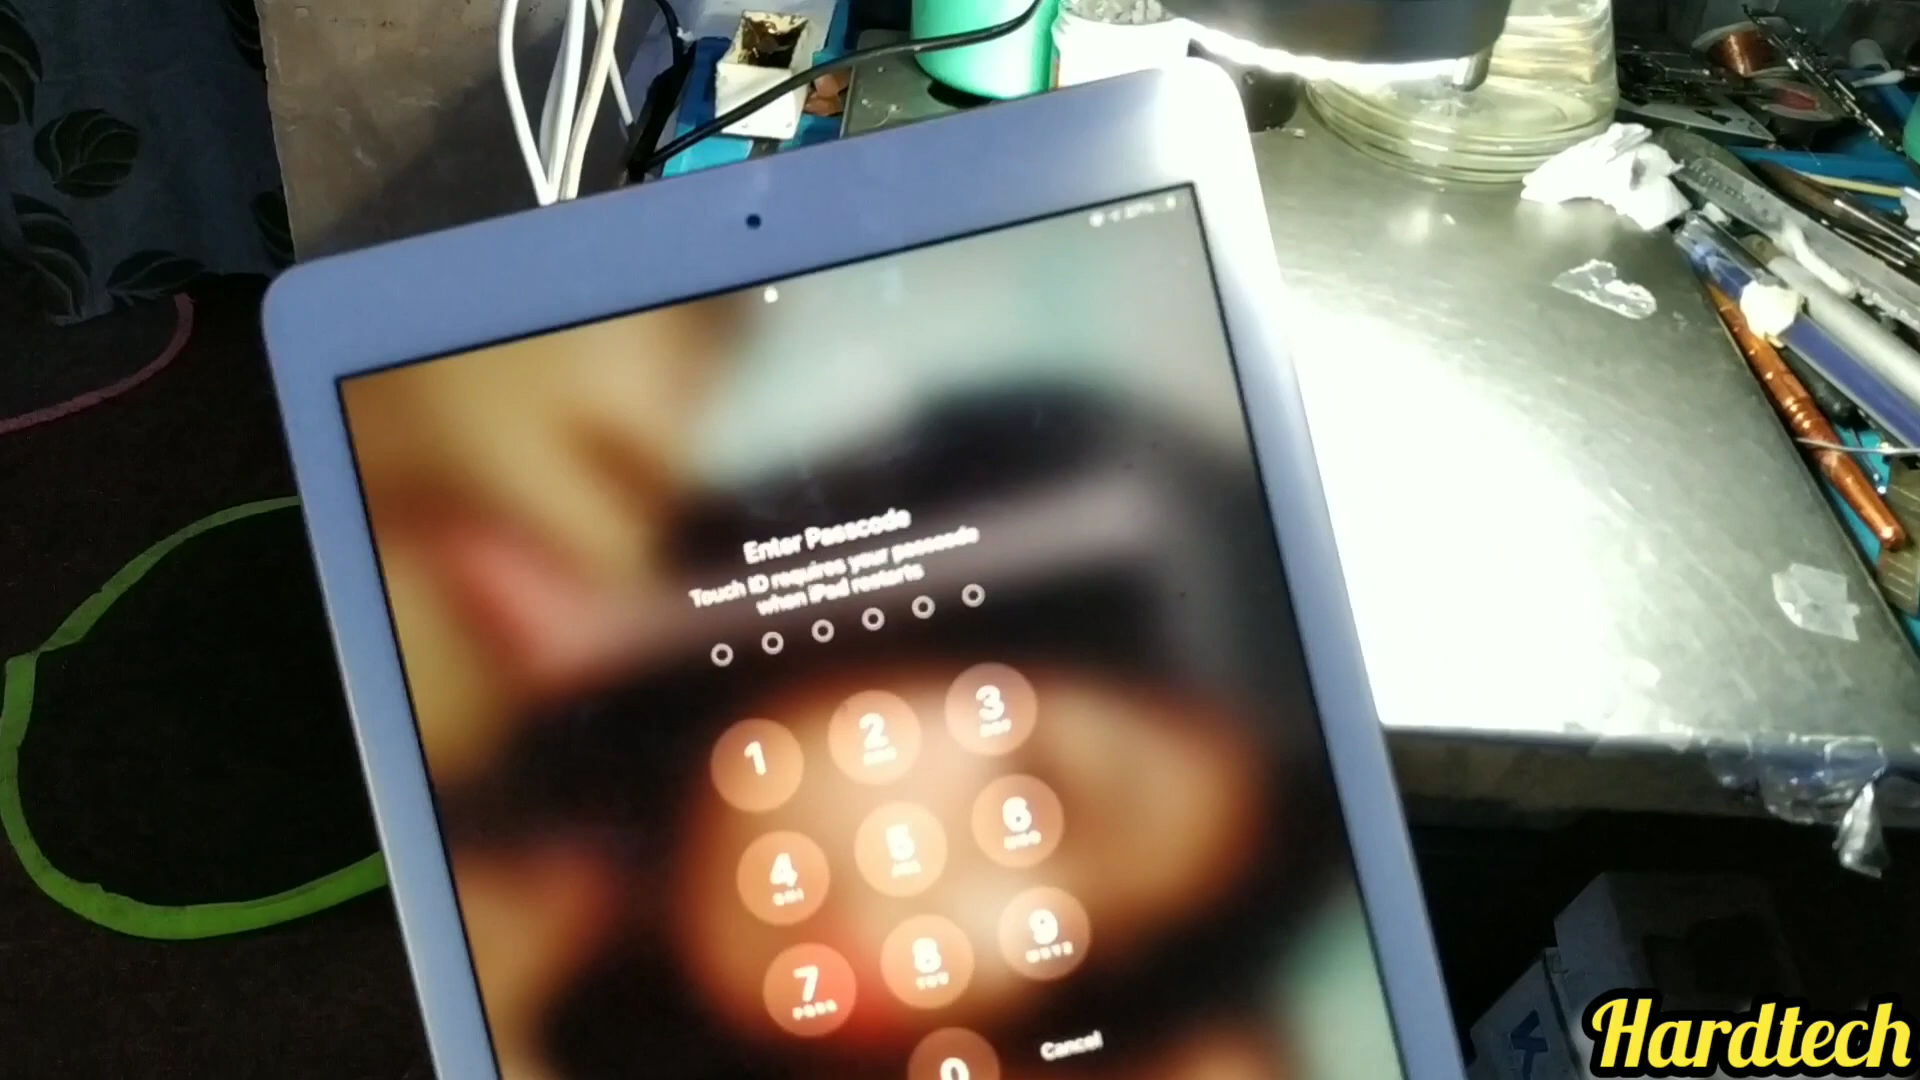 Enter Passcode
Touch ID requires your passcode
when iPad restarts
1
2
3
4
5
6
7
8
9
0
Cancel
Hardtech